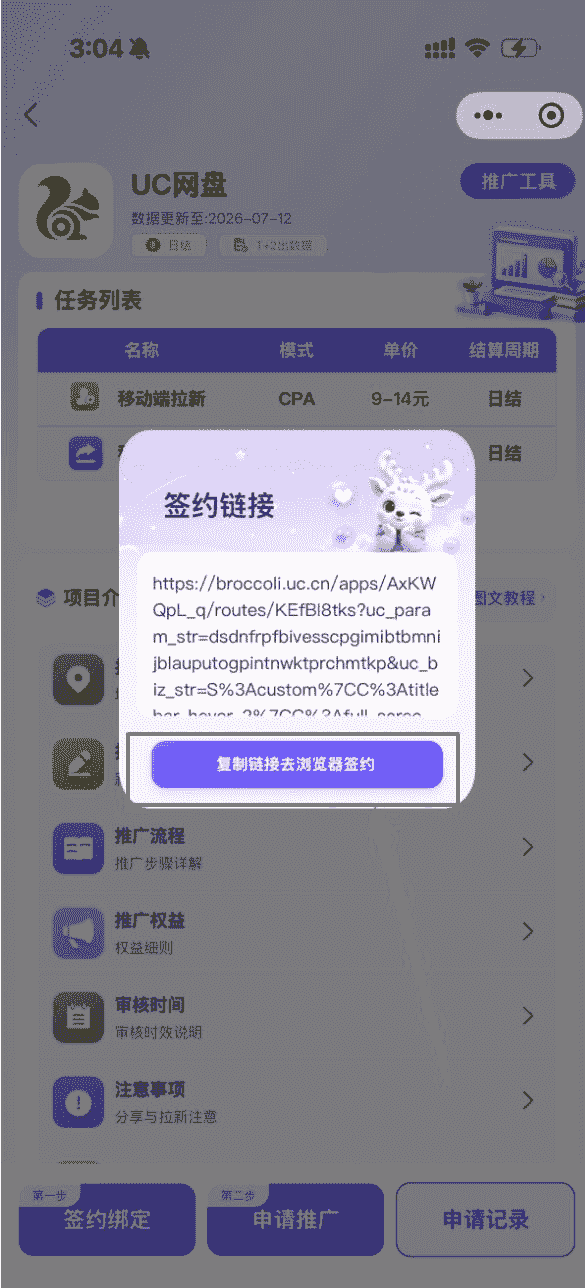 3:04
UC网盘
推广工具
数据更新至:2026-07-12
日结
T+2出数据
任务列表
名称 模式 单价 结算周期
移动端拉新 CPA 9-14元 日结
日结
签约链接
https://broccoli.uc.cn/apps/AxKW
QpL_q/routes/KEfBI8tks?uc_para
m_str=dsdnfrpfbivesscpgimibtbmni
jblauputogpintnwktprchmtkp&uc_b
iz_str=S%3Acustom%7CC%3Atitle
复制链接去浏览器签约
项目介
图文教程
推广流程
推广步骤详解
推广权益
权益细则
审核时间
审核时效说明
注意事项
分享与拉新注意
第一步
签约绑定
第二步
申请推广
申请记录